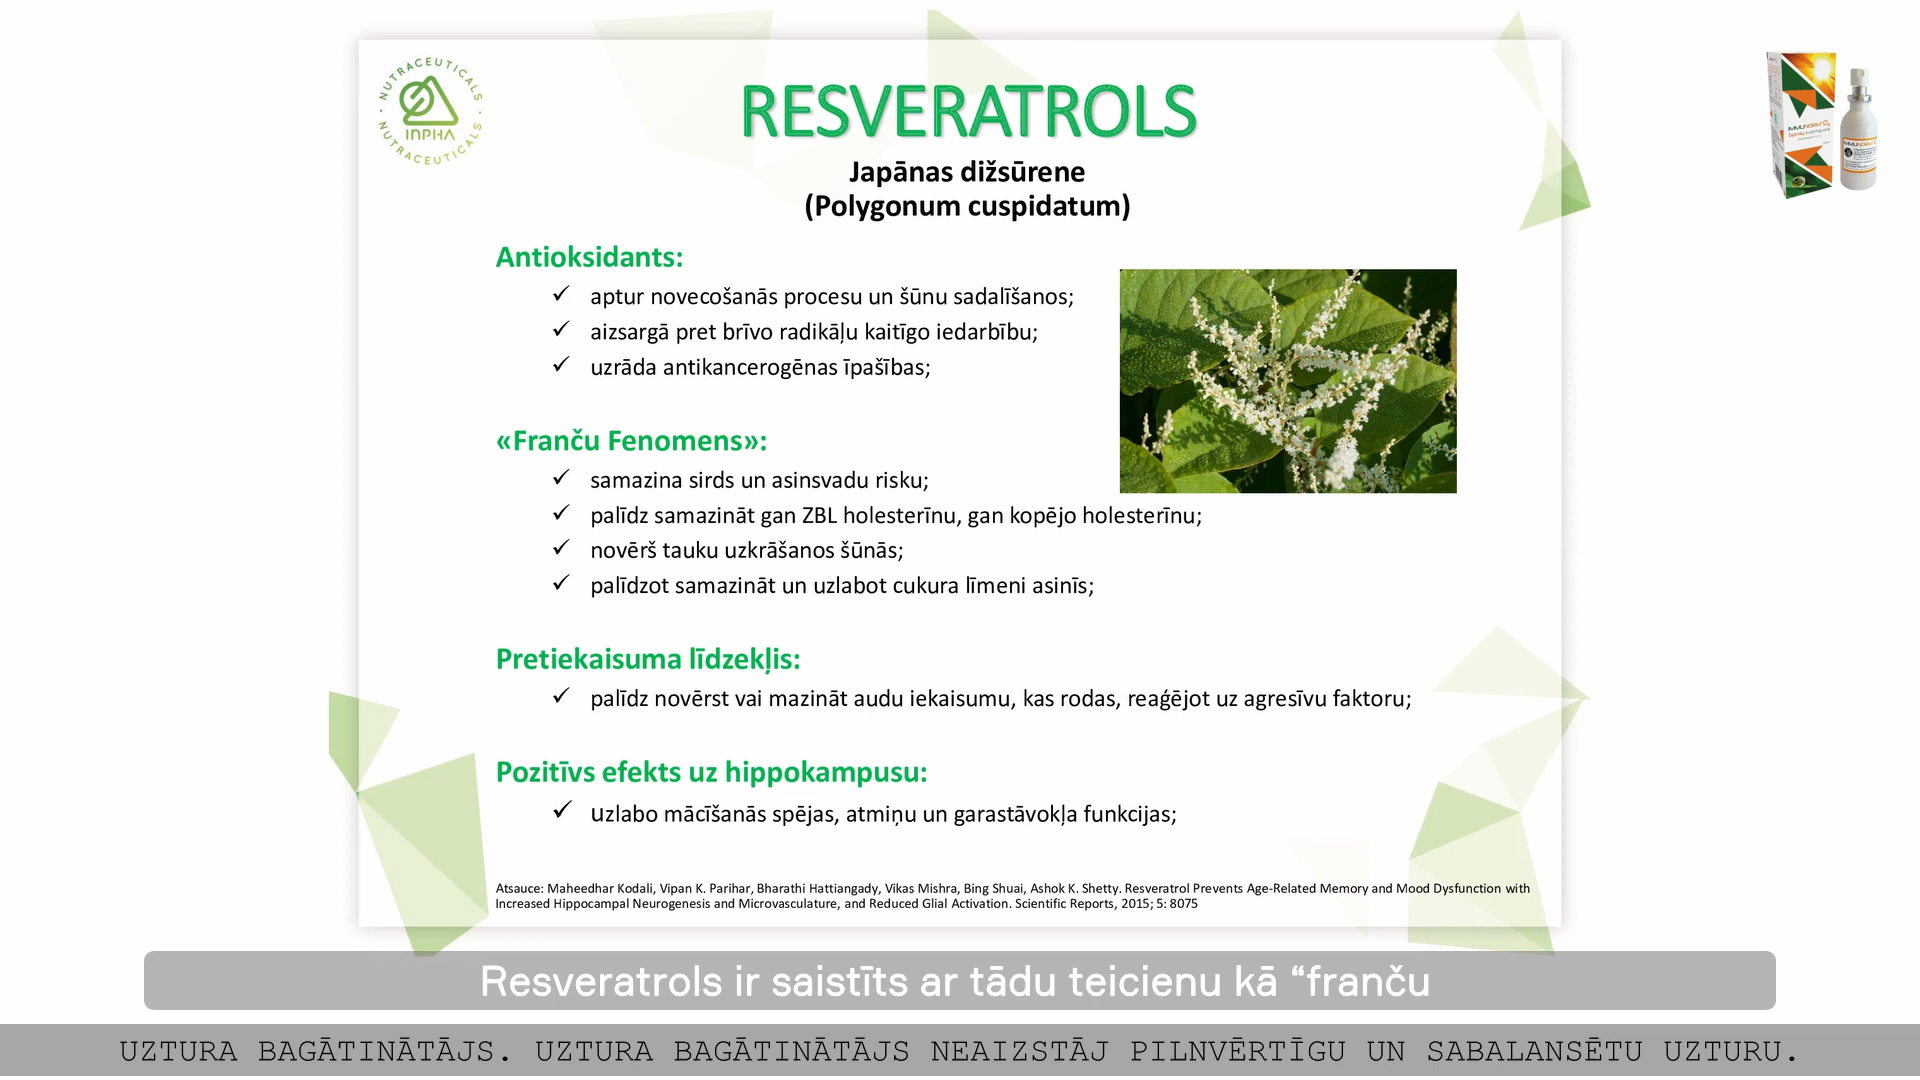 NUTRACEUTICALS
INPHA
NUTRACEUTICALS
RESVERATROLS
Japānas dižsūrene
(Polygonum cuspidatum)
Antioksidants:
aptur novecošanās procesu un šūnu sadalīšanos;
aizsargā pret brīvo radikāļu kaitīgo iedarbību;
uzrāda antikancerogēnas īpašības;
«Franču Fenomens»:
samazina sirds un asinsvadu risku;
palīdz samazināt gan ZBL holesterīnu, gan kopējo holesterīnu;
novērš tauku uzkrāšanos šūnās;
palīdzot samazināt un uzlabot cukura līmeni asinīs;
Pretiekaisuma līdzekļis:
palīdz novērst vai mazināt audu iekaisumu, kas rodas, reaģējot uz agresīvu faktoru;
Pozitīvs efekts uz hippokampusu:
uzlabo mācīšanās spējas, atmiņu un garastāvokļa funkcijas;
Atsauce: Maheedhar Kodali, Vipan K. Parihar, Bharathi Hattiangady, Vikas Mishra, Bing Shuai, Ashok K. Shetty. Resveratrol Prevents Age-Related Memory and Mood Dysfunction with
Increased Hippocampal Neurogenesis and Microvasculature, and Reduced Glial Activation. Scientific Reports, 2015; 5: 8075
Resveratrols ir saistīts ar tādu teicienu kā “franču
UZTURA BAGĀTINĀTĀJS. UZTURA BAGĀTINĀTĀJS NEAIZSTĀJ PILNVĒRTĪGU UN SABALANSĒTU UZTURU.